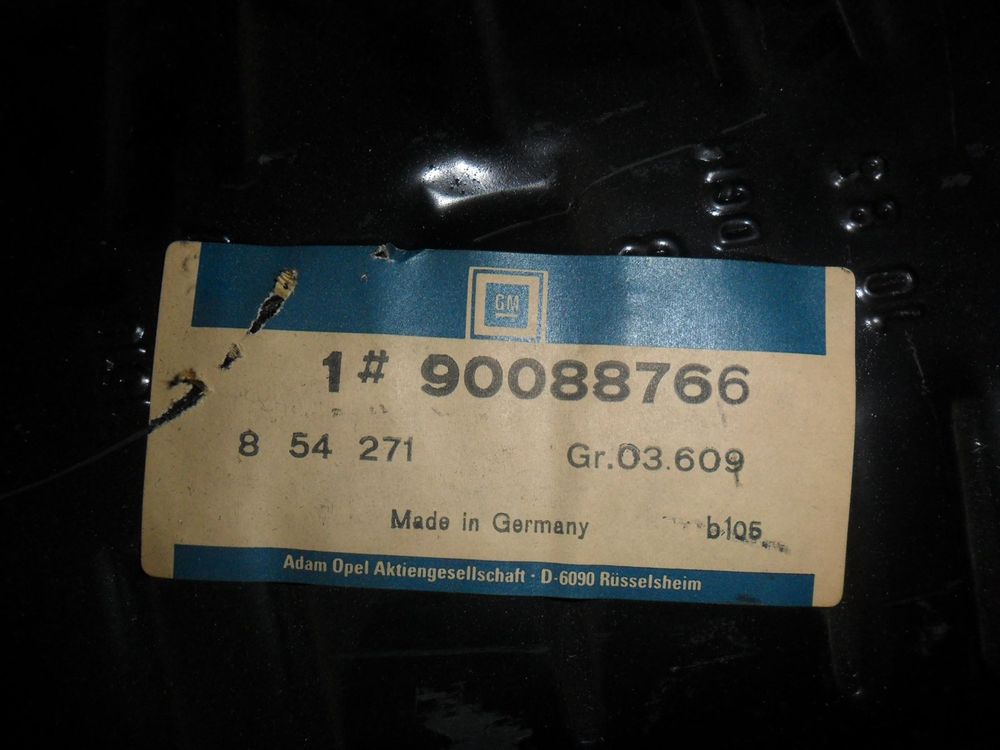 GM
1# 90088766
8 54 271 Gr.03.609
Made in Germany b105
Adam Opel Aktiengesellschaft · D-6090 Rüsselsheim